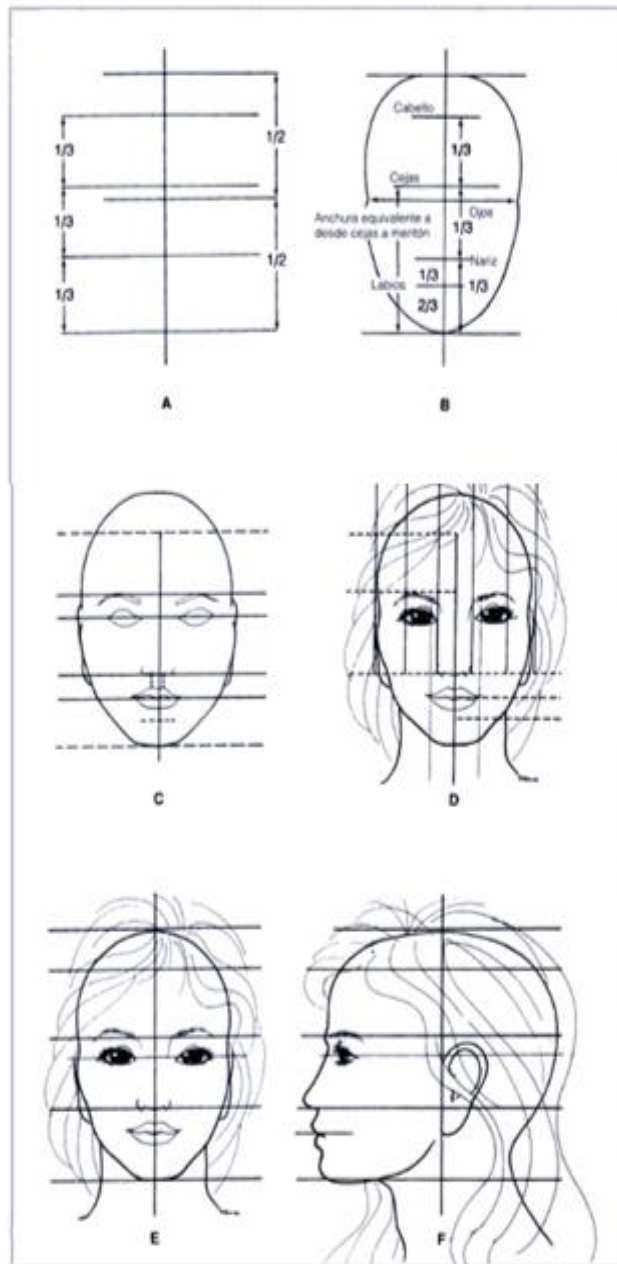 1/3
1/3
1/3
1/2
1/2
A
Cabello
1/3
Cejas
Ojos
Anchura equivalente a
desde cejas a mentón
1/3
Nariz
1/3
Labios
1/3
2/3
B
C
D
E
F